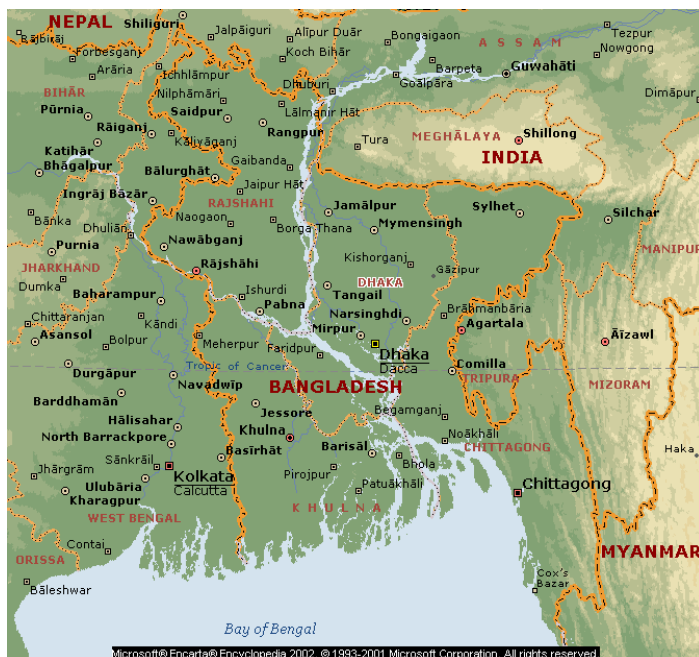 NEPAL
Shiliguri
Jalpāiguri
Alīpur Duār
Bongaigaon
ASSAM
Tezpur
Nowgong
Rājbirāj
Forbesganj
Koch Bihār
Barpeta
Guwahāti
Arāria
Ichhlāmpur
Dhuburi
Goālpāra
BIHĀR
Nilphāmāri
Dimāpur
Pūrnia
Saidpur
Lālmanir Hāt
Rāiganj
Kāliyāganj
Rangpur
Tura
MEGHĀLAYA
Shillong
Katihār
Gaibanda
INDIA
Bhāgalpur
Bālurghāt
Jaipur Hāt
Ingrāj Bāzār
RAJSHAHI
Jamālpur
Sylhet
Bānka
Dhuliān
Naogaon
Borga Thana
Mymensingh
Silchar
Purnia
Nawābganj
MANIPUR
JHARKHAND
Rājshāhi
Kishorganj
Dumka
DHAKA
Gāzipur
Baharampur
Ishurdi
Tangail
Chittaranjan
Kāndi
Pabna
Narsinghdi
Brāhmanbāria
Asansol
Bolpur
Meherpur
Mirpur
Agartala
Āīzawl
Faridpur
Dhaka
Dacca
Durgāpur
Tropic of Cancer
Comilla
Navadwīp
BANGLADESH
TRIPURA
MIZORAM
Barddhamān
Jessore
Begamganj
Hālisahar
Khulna
Noākhāli
North Barrackpore
CHITTAGONG
Haka
Basīrhāt
Barisāl
Sānkrāil
Bhola
Jhārgrām
Kolkata
Calcutta
Pirojpur
Ulubāria
Patuākhāli
Chittagong
Kharagpur
KHULNA
WEST BENGAL
MYANMAR
Contai
ORISSA
Cox's
Bazar
Bāleshwar
Bay of Bengal
Microsoft® Encarta® Encyclopedia 2002. © 1993-2001 Microsoft Corporation. All rights reserved.